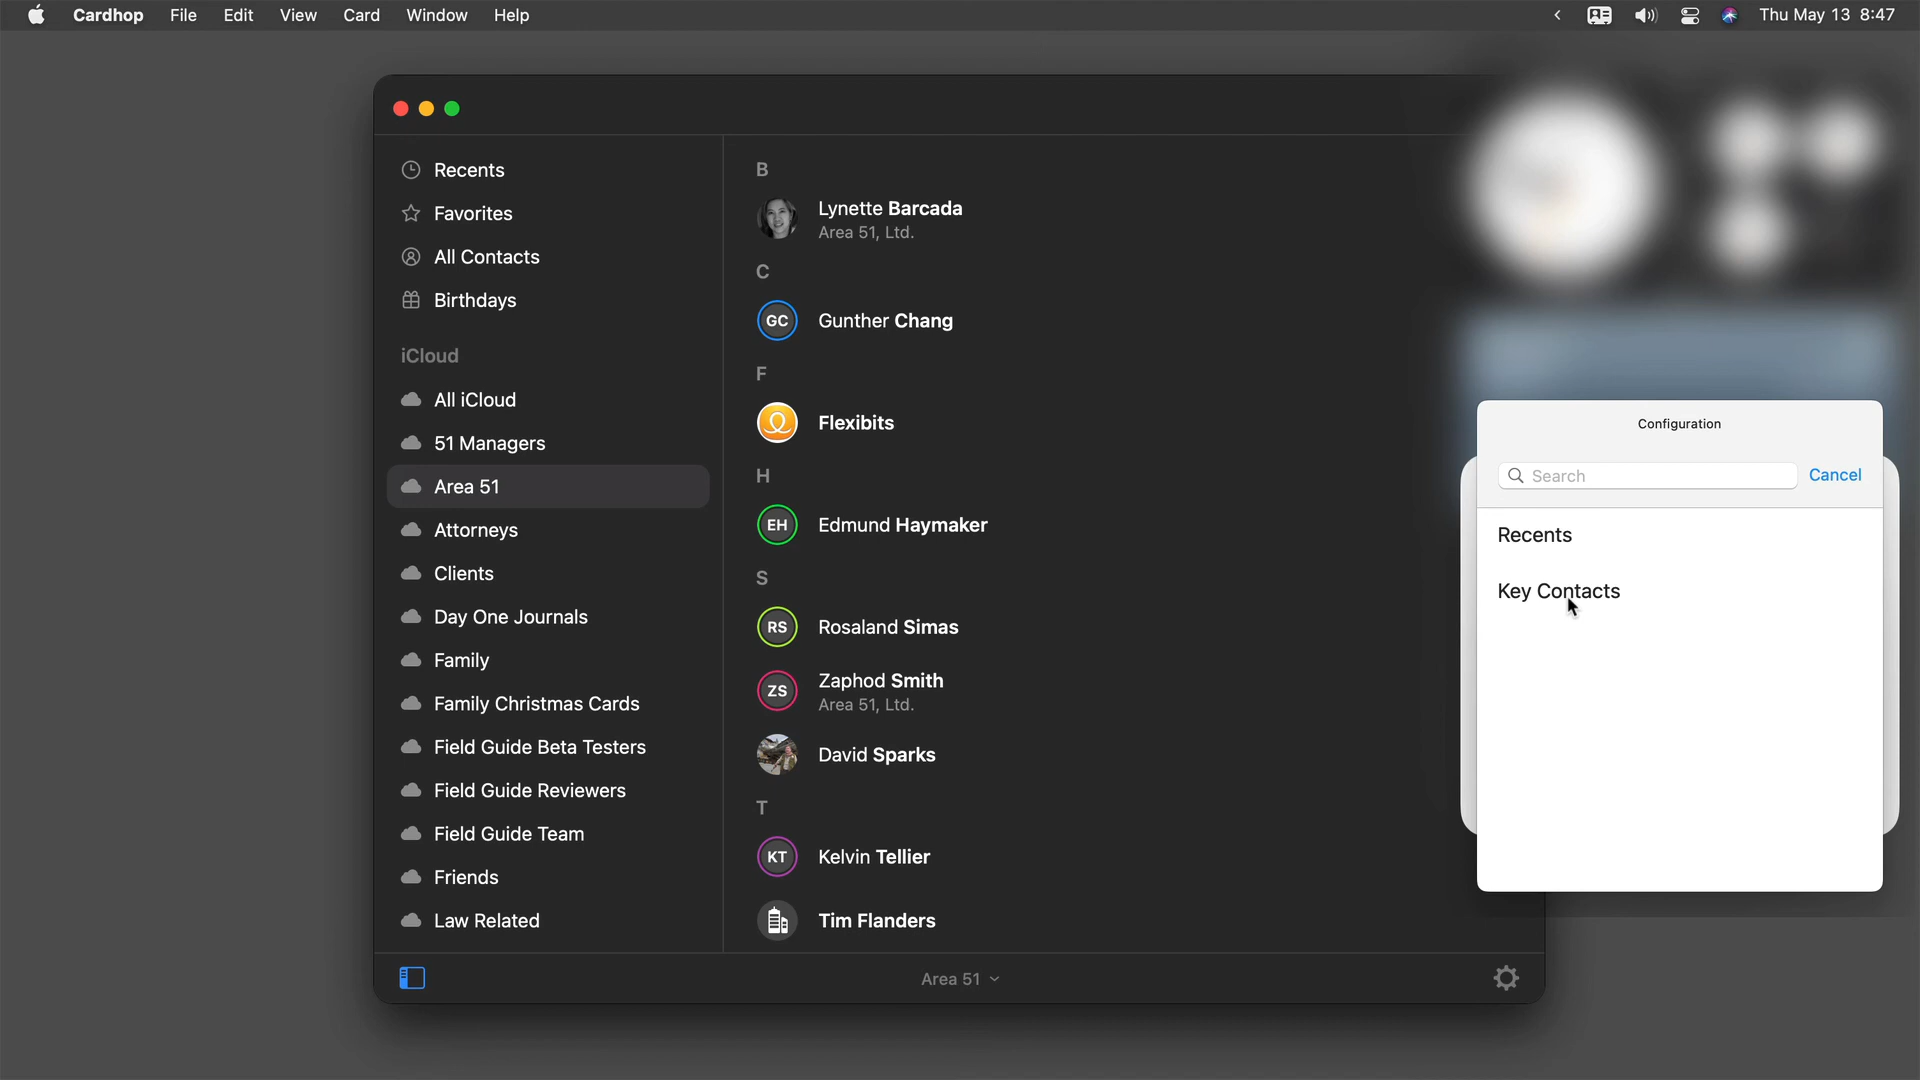 Cardhop File Edit View Card Window Help
Thu May 13 8:47
Recents
Favorites
All Contacts
Birthdays
iCloud
All iCloud
51 Managers
Area 51
Attorneys
Clients
Day One Journals
Family
Family Christmas Cards
Field Guide Beta Testers
Field Guide Reviewers
Field Guide Team
Friends
Law Related
B
Lynette Barcada
Area 51, Ltd.
C
GC Gunther Chang
F
Flexibits
H
EH Edmund Haymaker
S
RS Rosaland Simas
ZS Zaphod Smith
Area 51, Ltd.
David Sparks
T
KT Kelvin Tellier
Tim Flanders
Area 51
Configuration
Search Cancel
Recents
Key Contacts